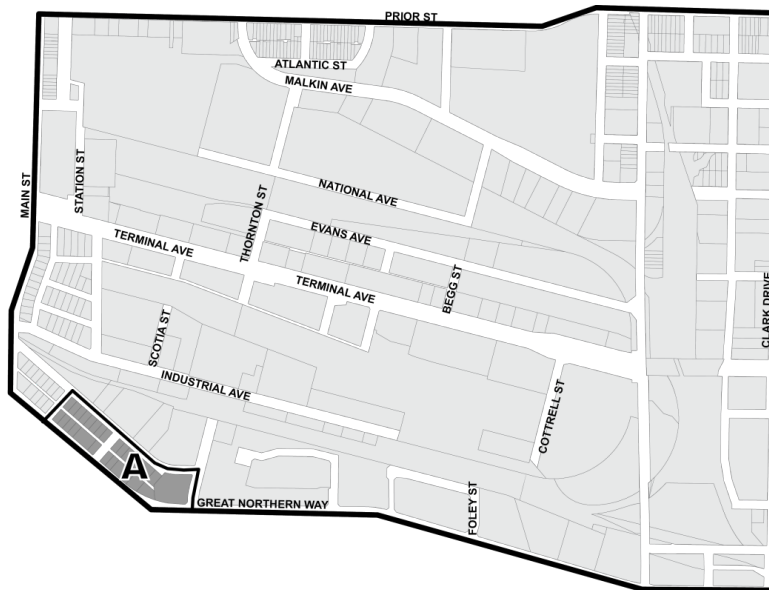 PRIOR ST
ATLANTIC ST
MALKIN AVE
MAIN ST
STATION ST
NATIONAL AVE
THORNTON ST
EVANS AVE
TERMINAL AVE
TERMINAL AVE
BEGG ST
CLARK DRIVE
SCOTIA ST
INDUSTRIAL AVE
COTTRELL ST
A
GREAT NORTHERN WAY
FOLEY ST